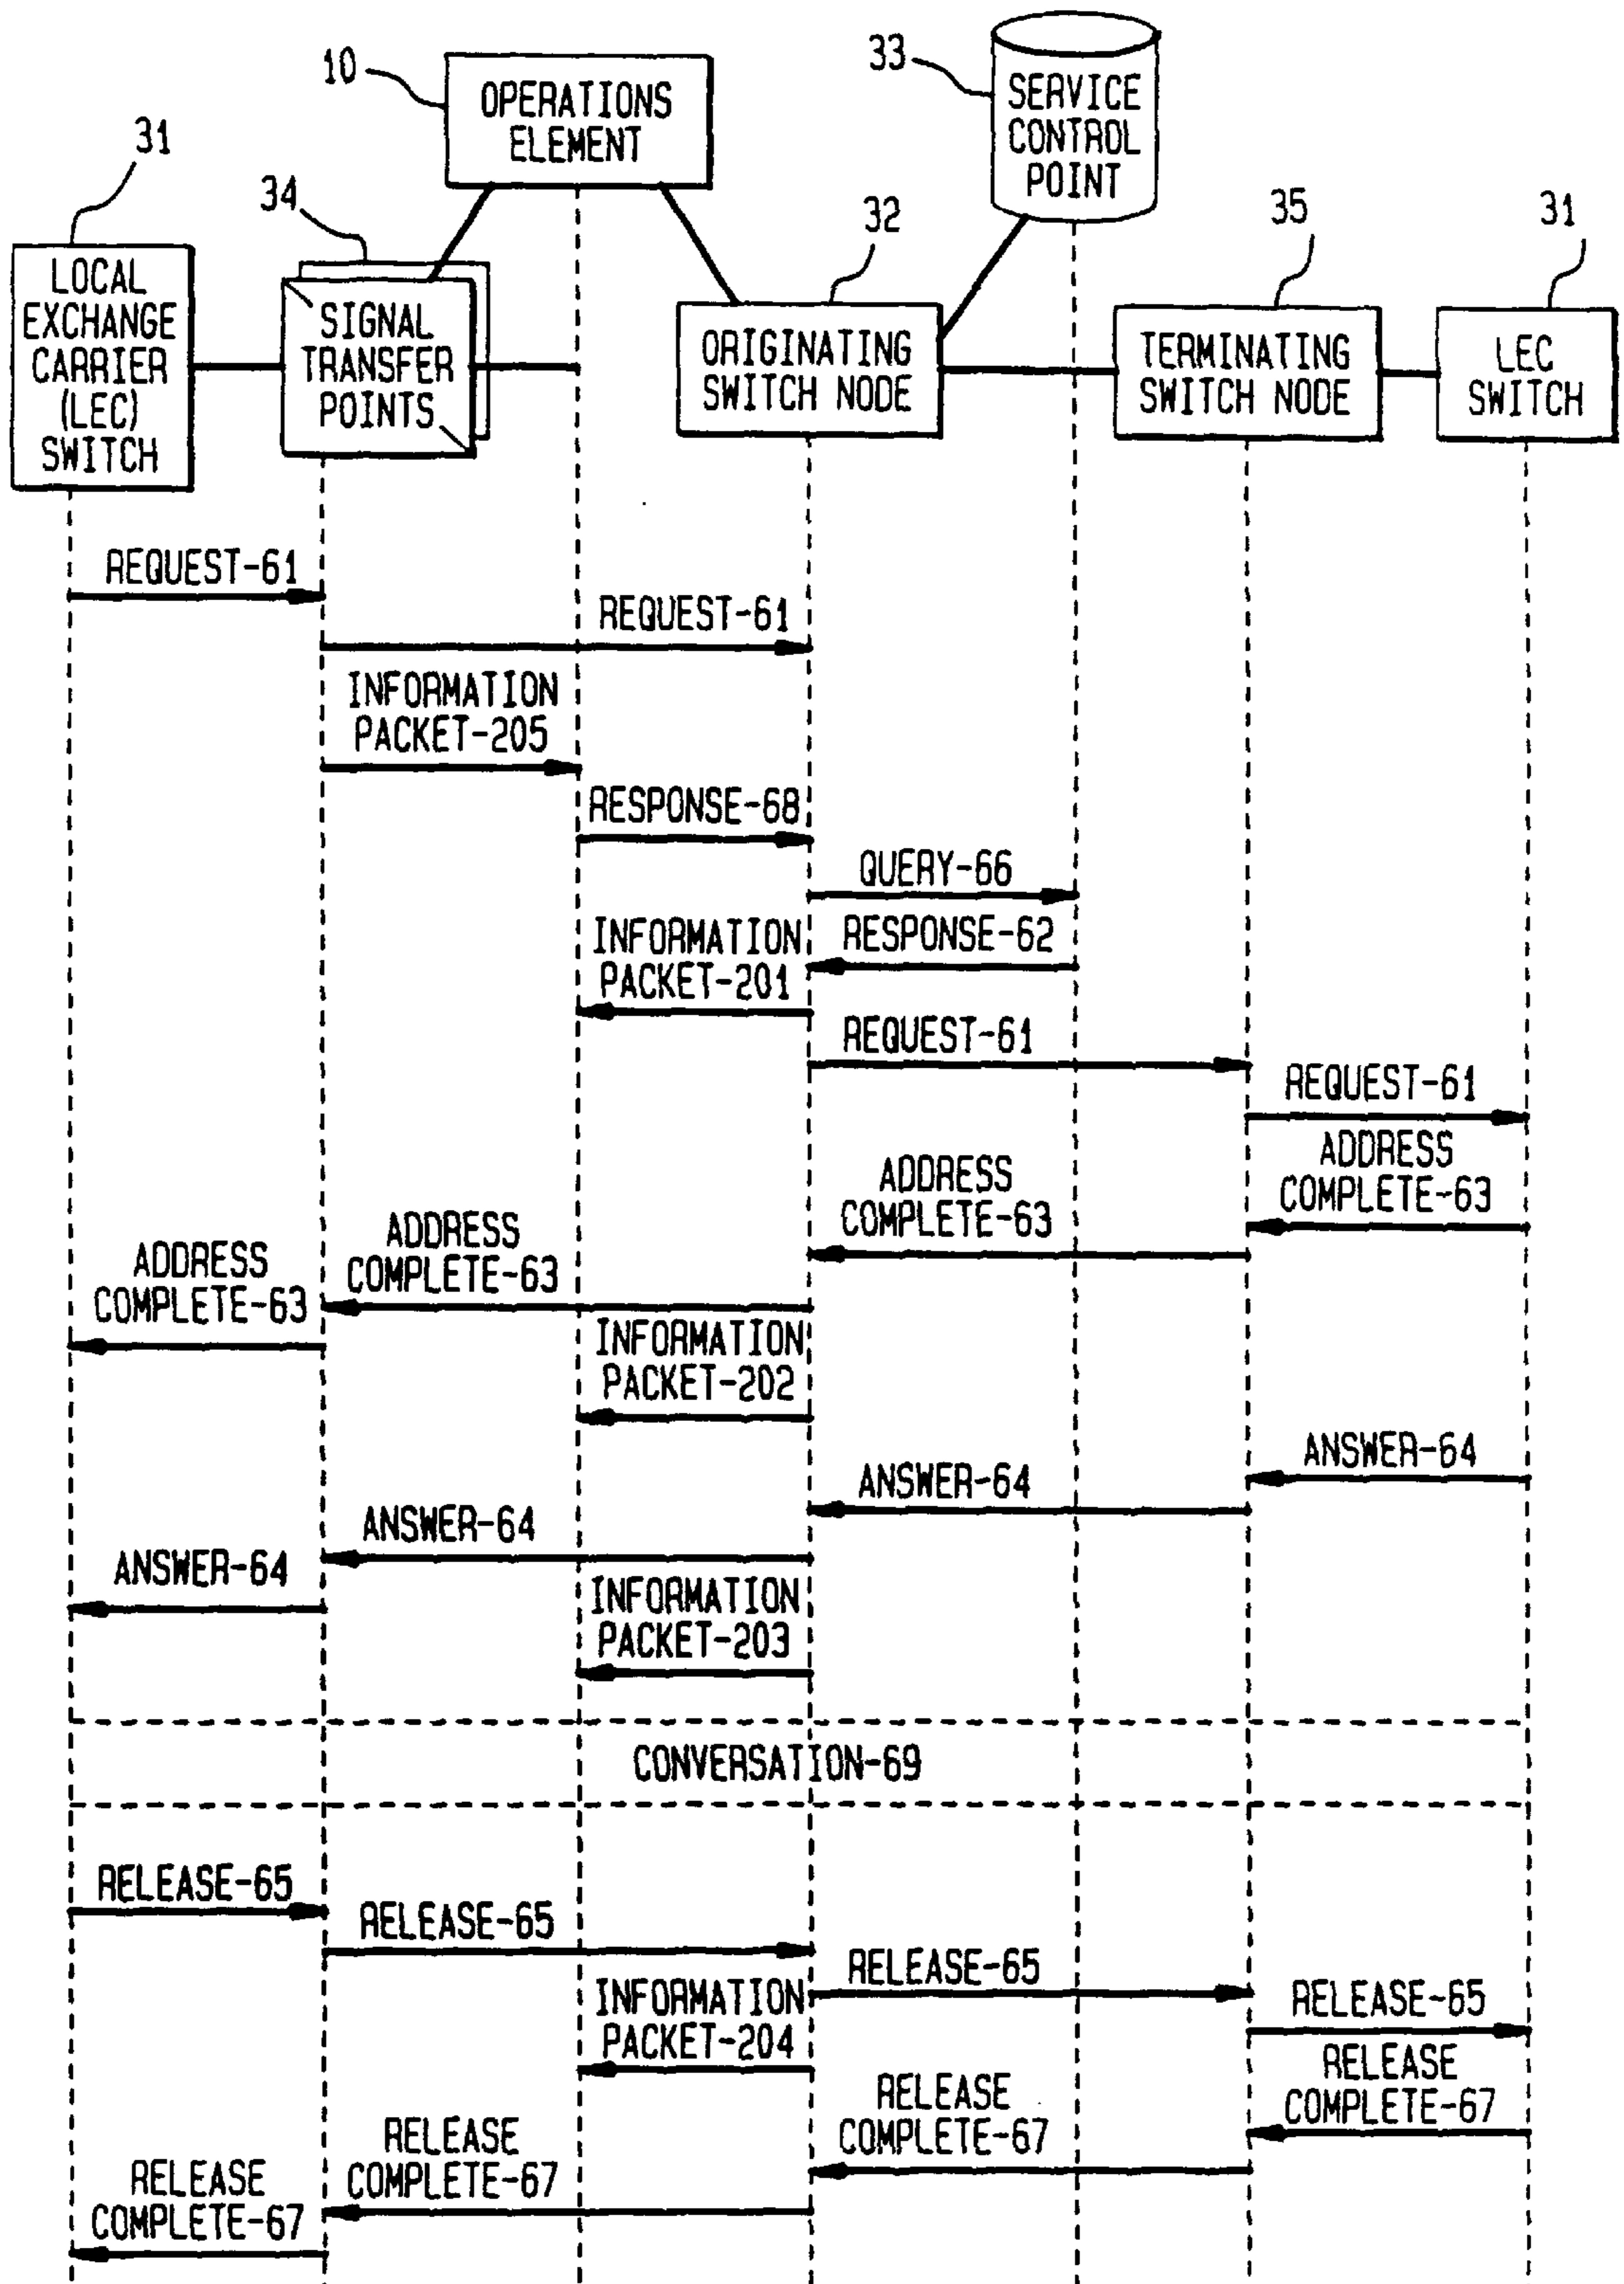 10
OPERATIONS
ELEMENT
33
SERVICE
CONTROL
POINT
31
LOCAL
EXCHANGE
CARRIER
(LEC)
SWITCH
34
SIGNAL
TRANSFER
POINTS
32
ORIGINATING
SWITCH NODE
35
TERMINATING
SWITCH NODE
31
LEC
SWITCH
REQUEST-61
REQUEST-61
INFORMATION
PACKET-205
RESPONSE-68
QUERY-66
RESPONSE-62
INFORMATION
PACKET-201
REQUEST-61
REQUEST-61
ADDRESS
COMPLETE-63
ADDRESS
COMPLETE-63
ADDRESS
COMPLETE-63
ADDRESS
COMPLETE-63
INFORMATION
PACKET-202
ANSWER-64
ANSWER-64
ANSWER-64
ANSWER-64
INFORMATION
PACKET-203
CONVERSATION-69
RELEASE-65
RELEASE-65
RELEASE-65
RELEASE-65
INFORMATION
PACKET-204
RELEASE
COMPLETE-67
RELEASE
COMPLETE-67
RELEASE
COMPLETE-67
RELEASE
COMPLETE-67